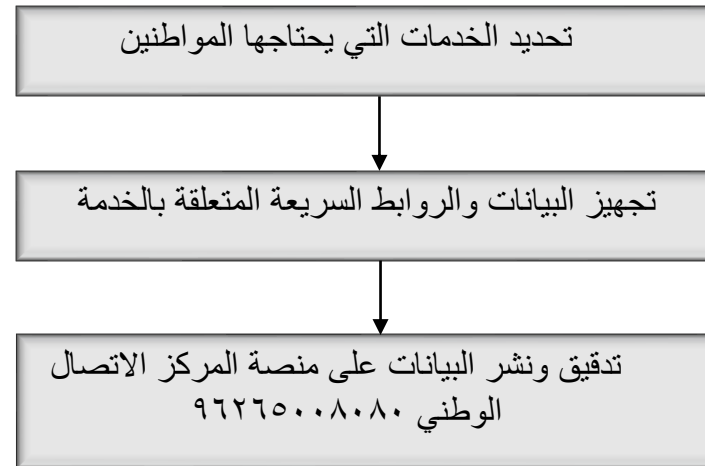 تحديد الخدمات التي يحتاجها المواطنين
تجهيز البيانات والروابط السريعة المتعلقة بالخدمة
تدقيق ونشر البيانات على منصة المركز الاتصال
الوطني ٩٦٢٦٥٠٠٨٠٨٠